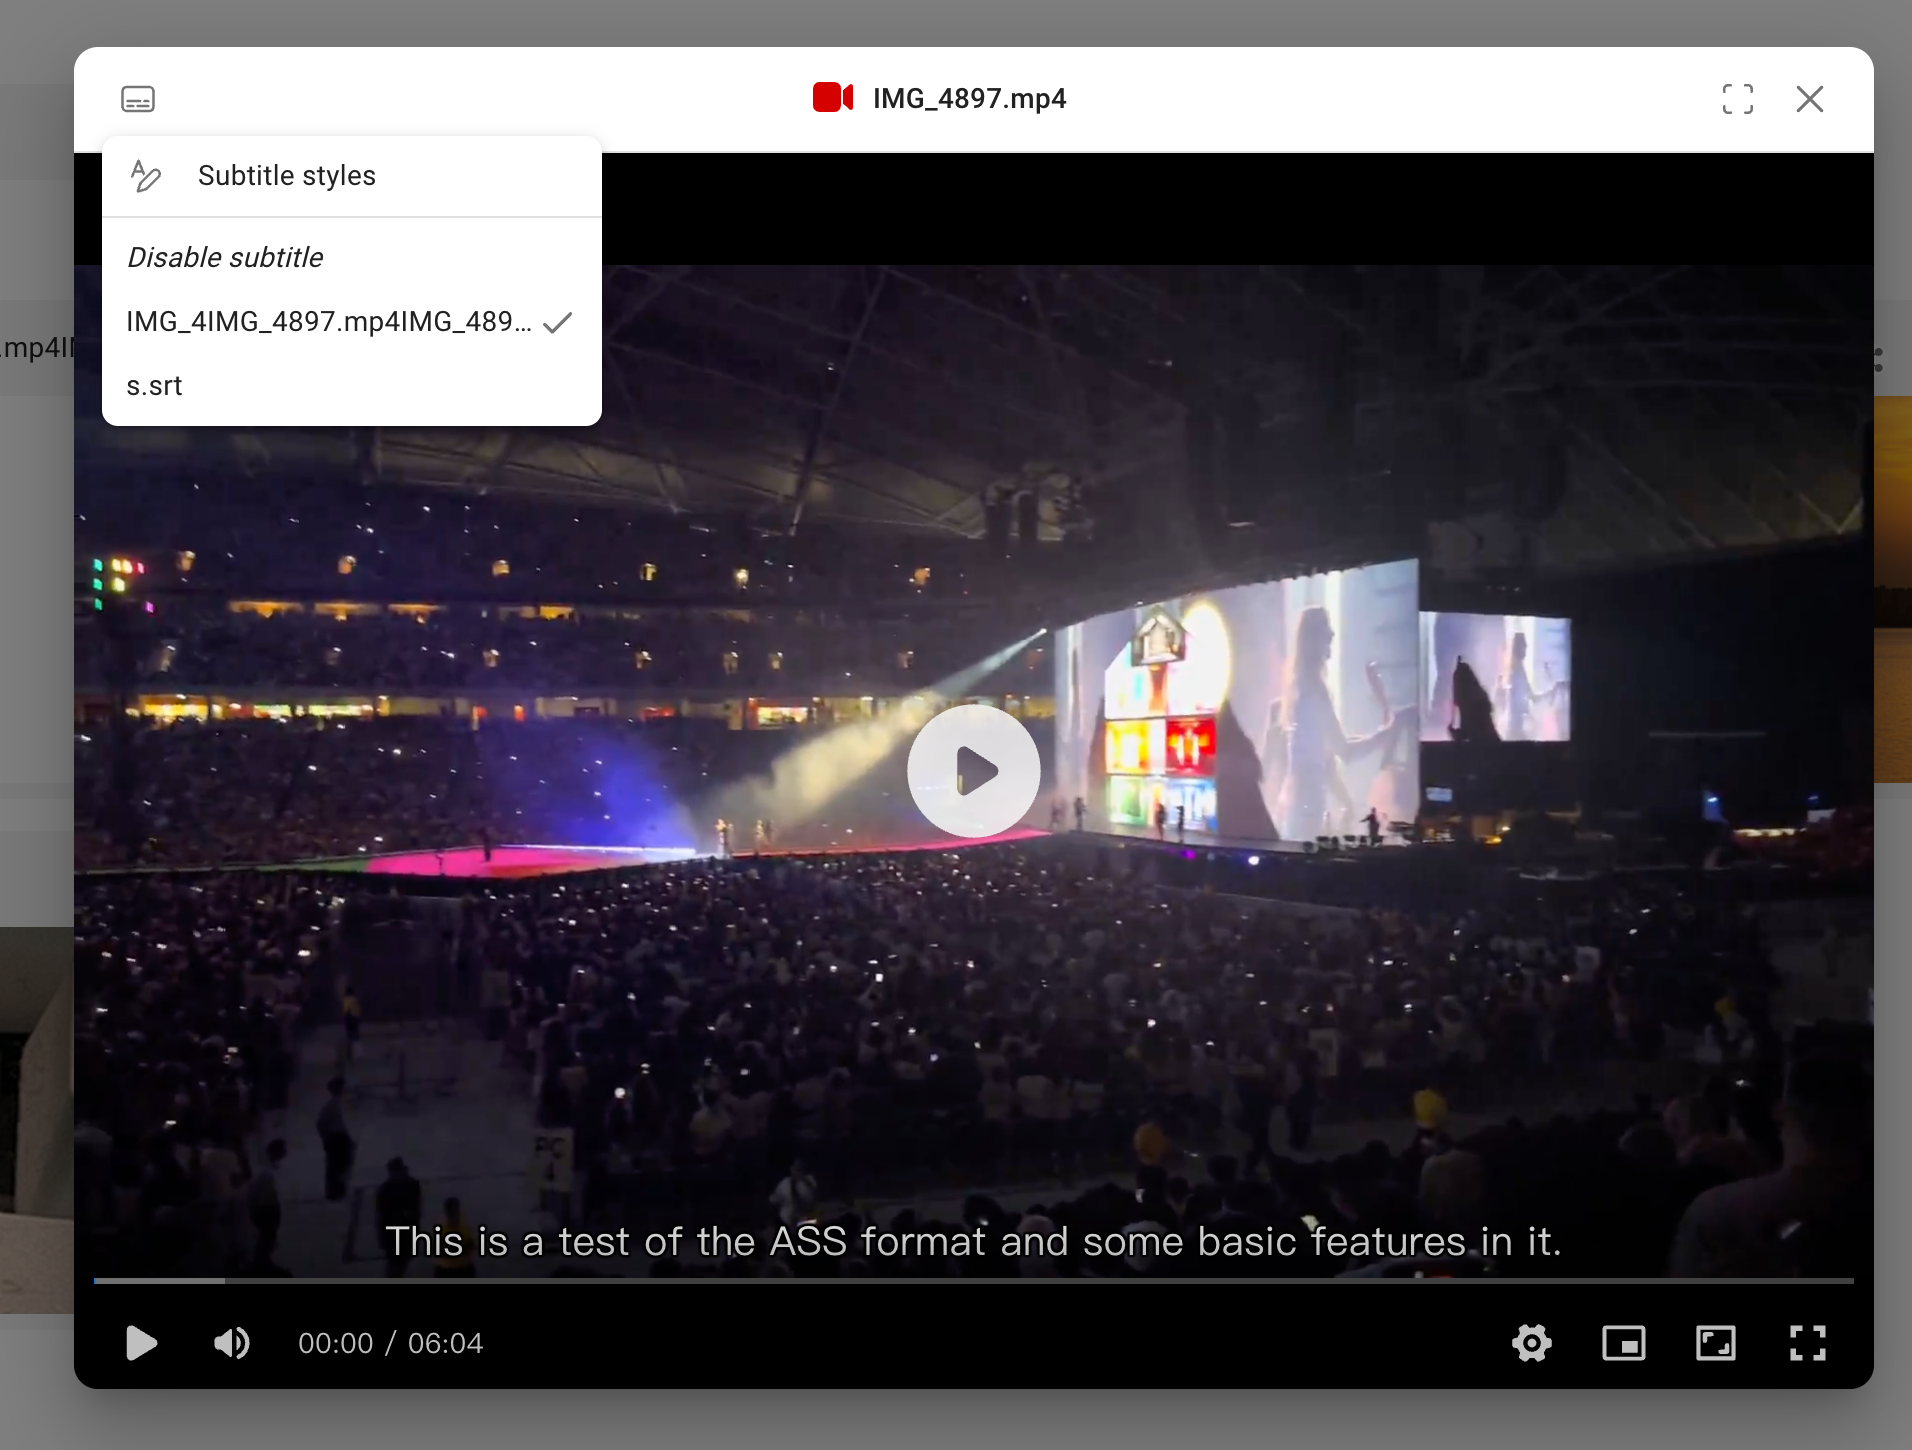 IMG_4897.mp4
Subtitle styles
Disable subtitle
IMG_4IMG_4897.mp4IMG_489...
s.srt
.mp4I
PC
This is a test of the ASS format and some basic features in it.
00:00 / 06:04